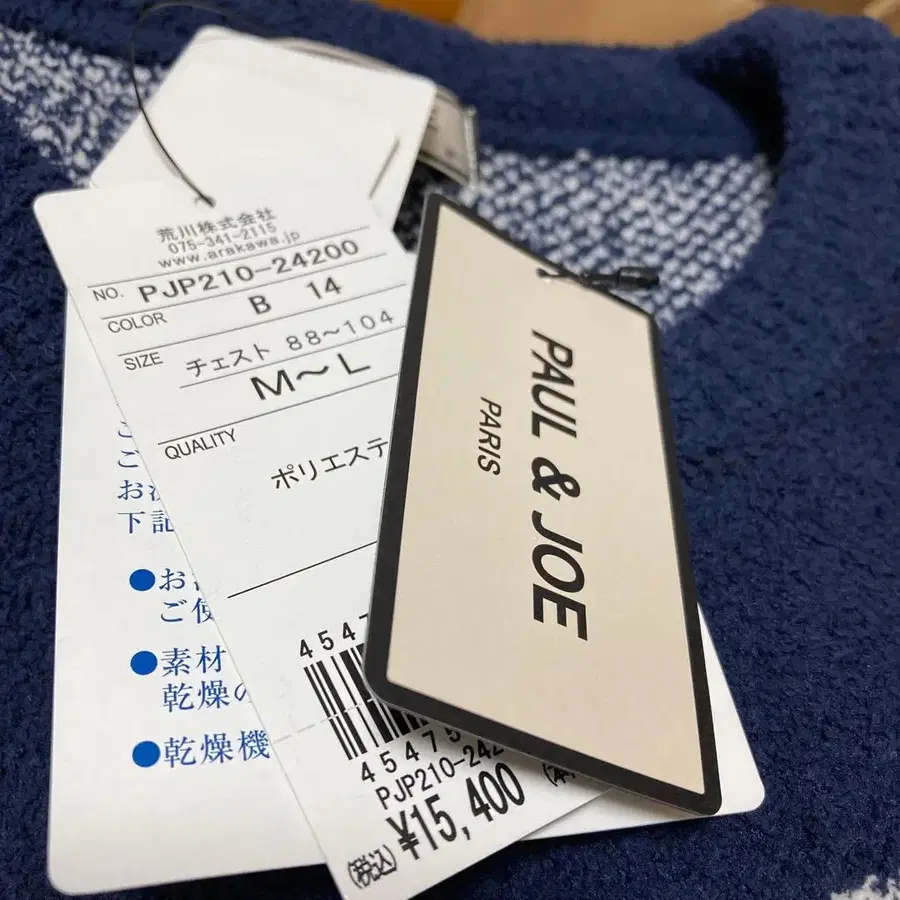 荒川株式会社
075-341-2115
www.arakawa.jp
NO. PJP210-24200
COLOR B 14
SIZE チェスト 88～104
M～L
QUALITY
ポリエステ
4547
45475
PJP210-242
(税込) ¥15,400
PAUL & JOE
PARIS
ご
お
下記
●お
ご使
●素材
乾燥の
●乾燥機